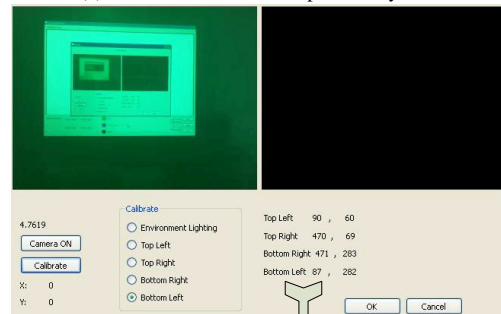 Calibrate
4.7619
Camera ON
Calibrate
X: 0
Y: 0
Environment Lighting
Top Left
Top Right
Bottom Right
Bottom Left
Top Left 90 , 60
Top Right 470 , 69
Bottom Right 471 , 283
Bottom Left 87 , 282
OK
Cancel